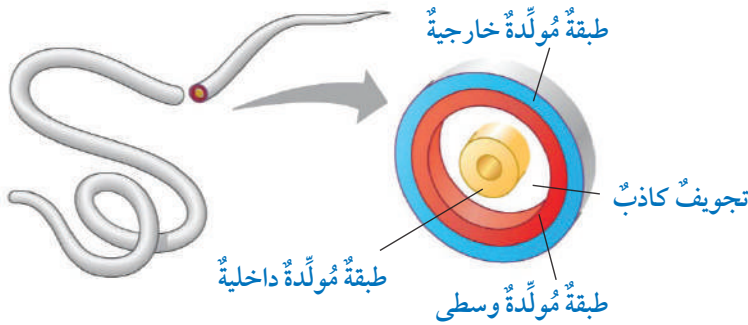 طبقةٌ مُولِّدةٌ خارجيةٌ
تجويفٌ كاذبٌ
طبقةٌ مُولِّدةٌ داخليةٌ
طبقةٌ مُولِّدةٌ وسطى